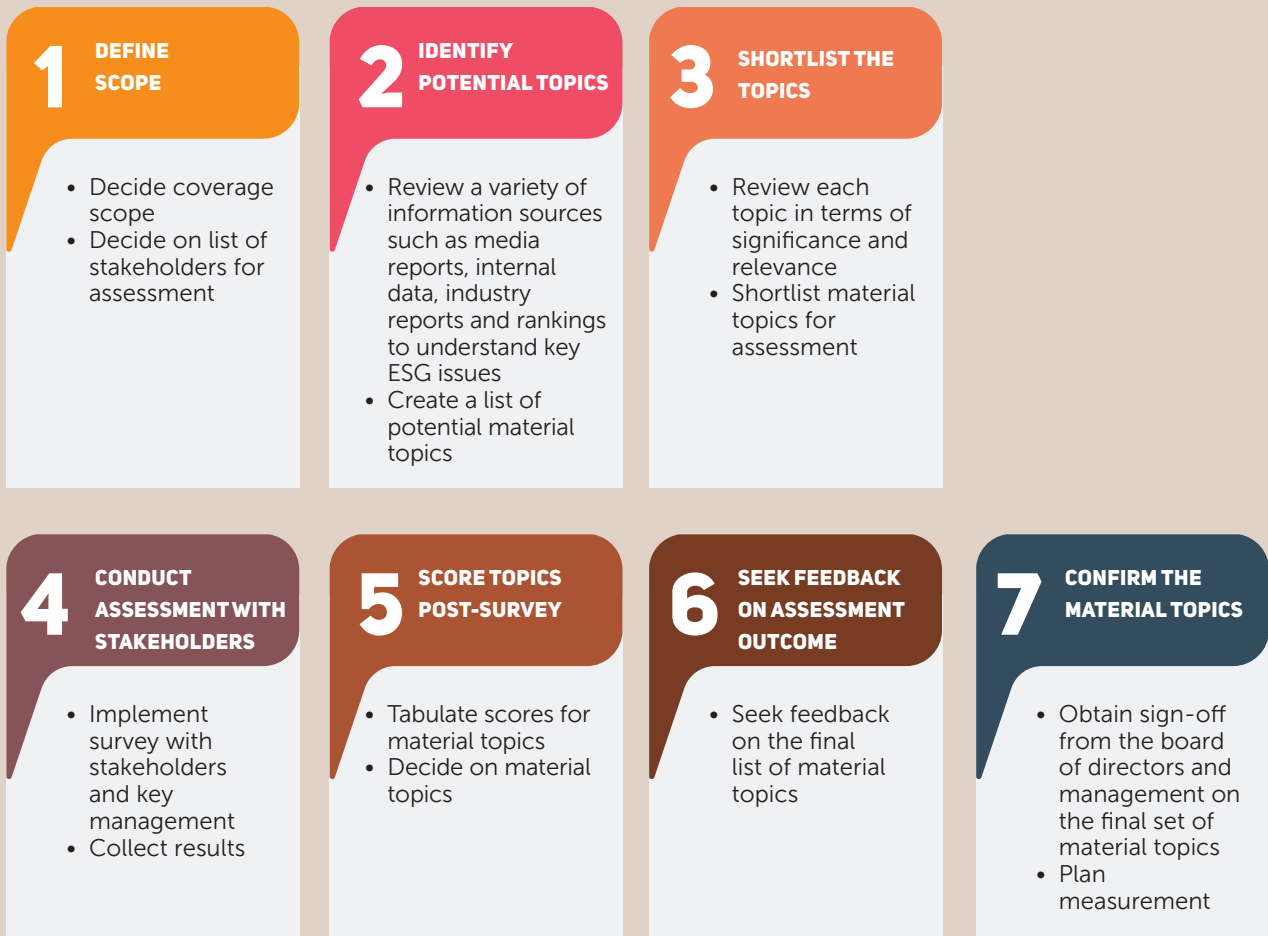 1
DEFINE
SCOPE
• Decide coverage
scope
• Decide on list of
stakeholders for
assessment
2
IDENTIFY
POTENTIAL TOPICS
• Review a variety of
information sources
such as media
reports, internal
data, industry
reports and rankings
to understand key
ESG issues
• Create a list of
potential material
topics
3
SHORTLIST THE
TOPICS
• Review each
topic in terms of
significance and
relevance
• Shortlist material
topics for
assessment
4
CONDUCT
ASSESSMENT WITH
STAKEHOLDERS
• Implement
survey with
stakeholders
and key
management
• Collect results
5
SCORE TOPICS
POST-SURVEY
• Tabulate scores for
material topics
• Decide on material
topics
6
SEEK FEEDBACK
ON ASSESSMENT
OUTCOME
• Seek feedback
on the final
list of material
topics
7
CONFIRM THE
MATERIAL TOPICS
• Obtain sign-off
from the board
of directors and
management on
the final set of
material topics
• Plan
measurement